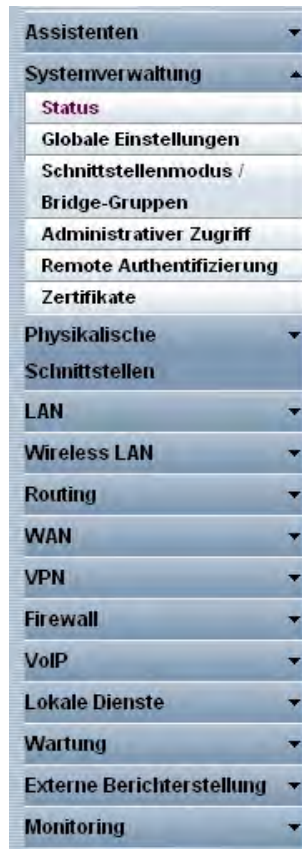 Assistenten
Systemverwaltung
Status
Globale Einstellungen
Schnittstellenmodus /
Bridge-Gruppen
Administrativer Zugriff
Remote Authentifizierung
Zertifikate
Physikalische
Schnittstellen
LAN
Wireless LAN
Routing
WAN
VPN
Firewall
VoIP
Lokale Dienste
Wartung
Externe Berichterstellung
Monitoring